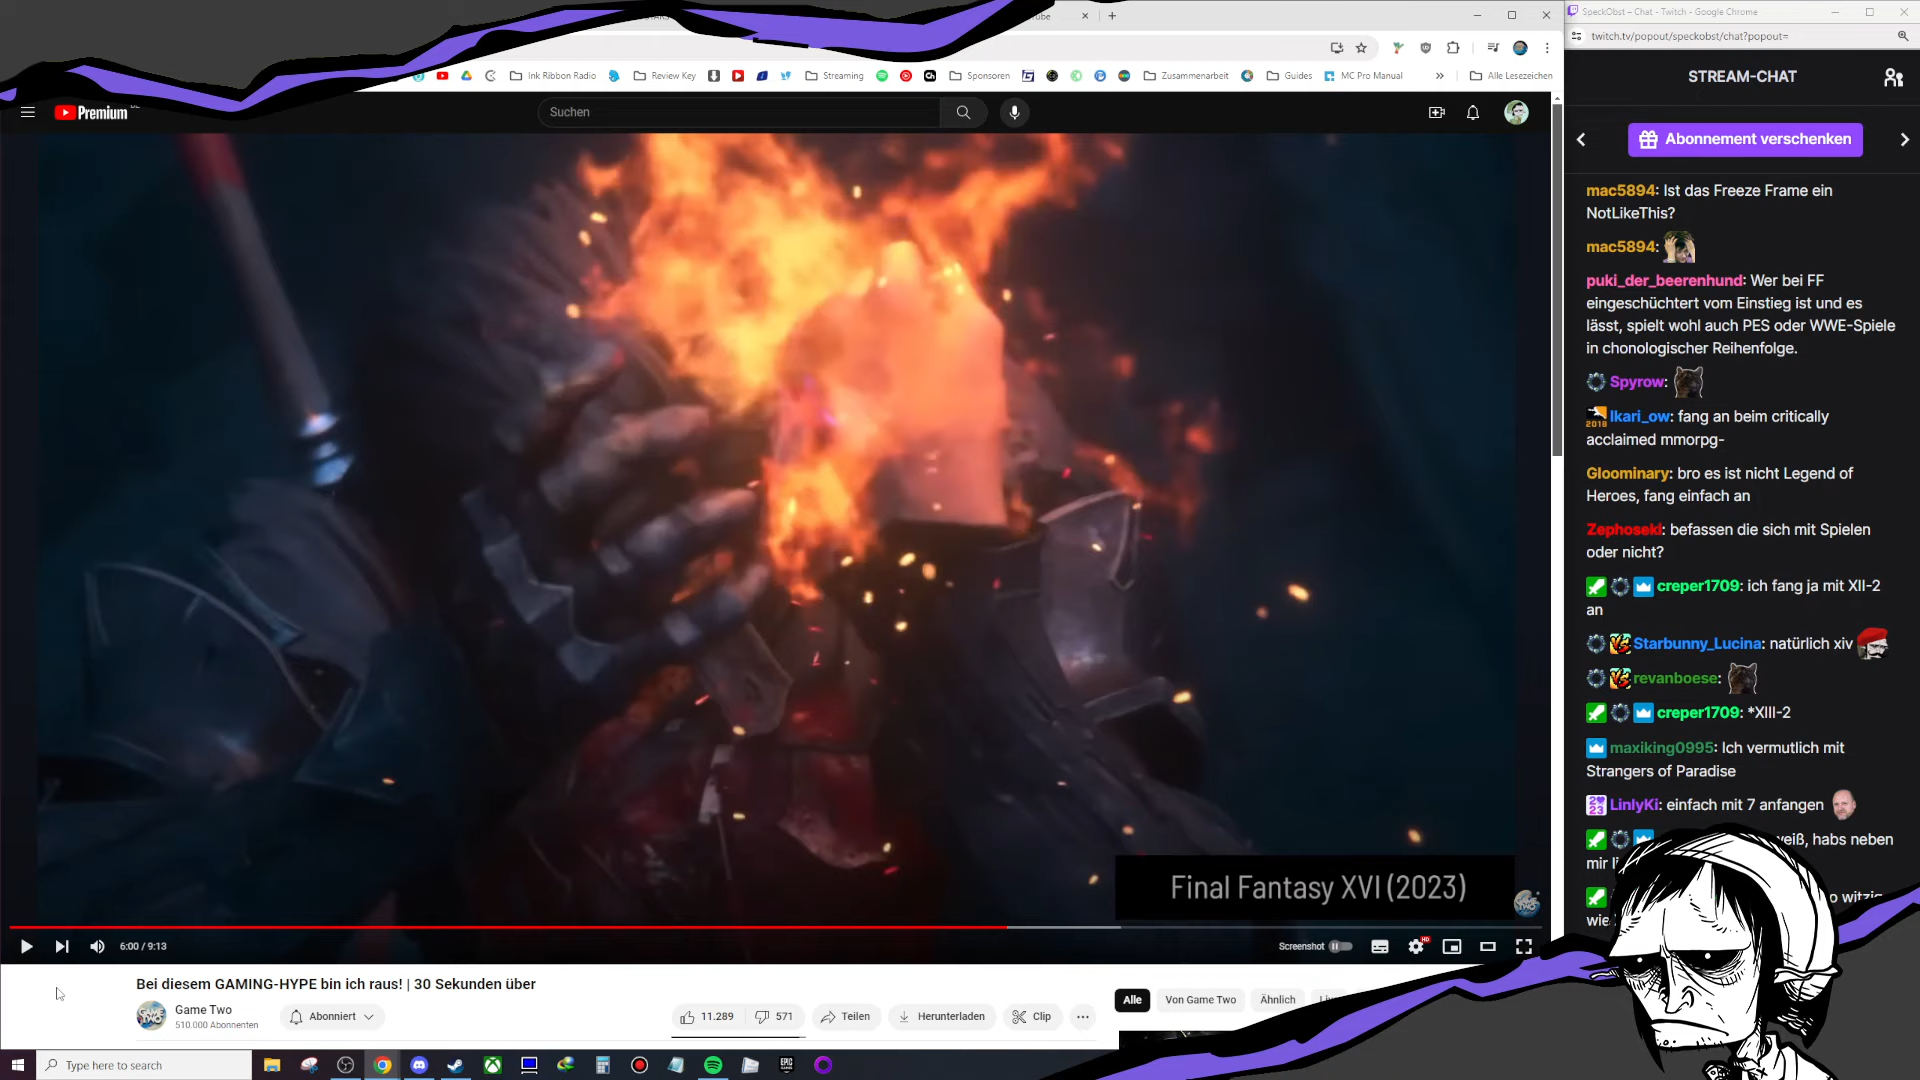 SpeckObst – Chat - Twitch - Google Chrome
twitch.tv/popout/speckobst/chat?popout=
Ink Ribbon Radio
Review Key
Streaming
Sponsoren
Zusammenarbeit
Guides
MC Pro Manual
»
Alle Lesezeichen
Premium
Suchen
STREAM-CHAT
Abonnement verschenken
mac5894: Ist das Freeze Frame ein
NotLikeThis?
mac5894:
puki_der_beerenhund: Wer bei FF
eingeschüchtert vom Einstieg ist und es
lässt, spielt wohl auch PES oder WWE-Spiele
in chonologischer Reihenfolge.
Spyrow:
Ikari_ow: fang an beim critically
acclaimed mmorpg-
Gloominary: bro es ist nicht Legend of
Heroes, fang einfach an
Zephoseki: befassen die sich mit Spielen
oder nicht?
creper1709: ich fang ja mit XII-2
an
Starbunny_Lucina: natürlich xiv
revanboese:
creper1709: *XIII-2
maxiking0995: Ich vermutlich mit
Strangers of Paradise
LinlyKi: einfach mit 7 anfangen
habs neben
mir
wie
Final Fantasy XVI (2023)
6:00 / 9:13
Screenshot
HD
Bei diesem GAMING-HYPE bin ich raus! | 30 Sekunden über
Game Two
510.000 Abonnenten
Abonniert
11.289
571
Teilen
Herunterladen
Clip
Alle
Von Game Two
Ähnlich
Type here to search